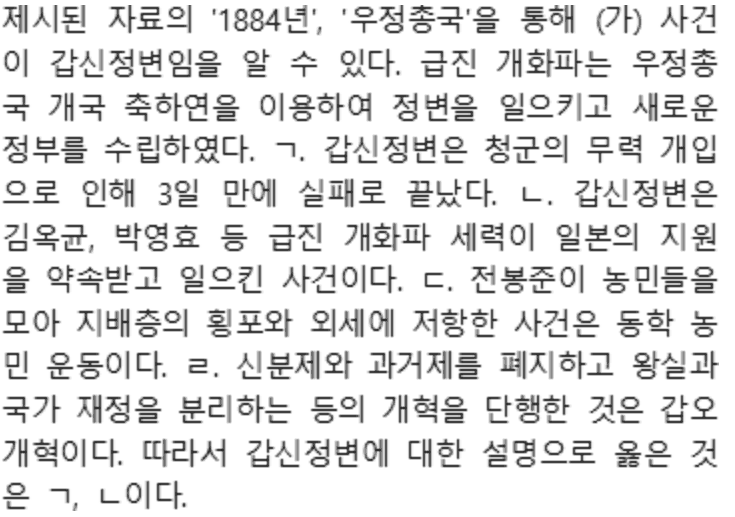 제시된 자료의 '1884년', '우정총국'을 통해 (가) 사건
이 갑신정변임을 알 수 있다. 급진 개화파는 우정총
국 개국 축하연을 이용하여 정변을 일으키고 새로운
정부를 수립하였다. ㄱ. 갑신정변은 청군의 무력 개입
으로 인해 3일 만에 실패로 끝났다. ㄴ. 갑신정변은
김옥균, 박영효 등 급진 개화파 세력이 일본의 지원
을 약속받고 일으킨 사건이다. ㄷ. 전봉준이 농민들을
모아 지배층의 횡포와 외세에 저항한 사건은 동학 농
민 운동이다. ㄹ. 신분제와 과거제를 폐지하고 왕실과
국가 재정을 분리하는 등의 개혁을 단행한 것은 갑오
개혁이다. 따라서 갑신정변에 대한 설명으로 옳은 것
은 ㄱ, ㄴ이다.